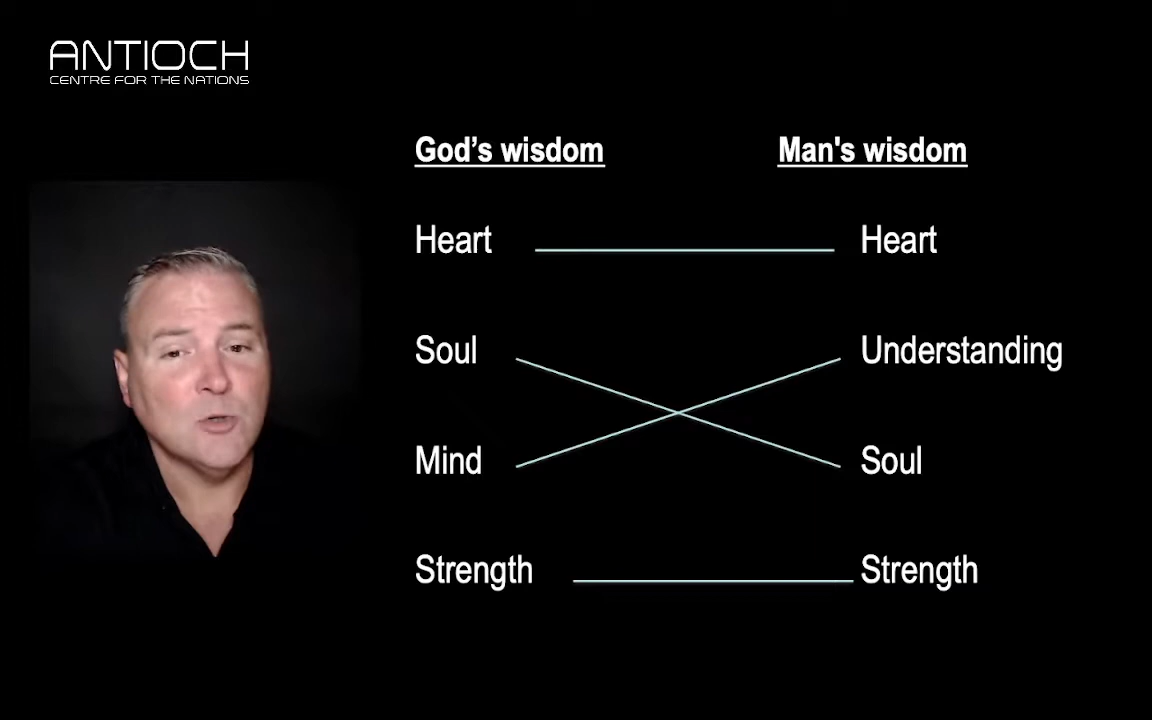 ANTIOCH
CENTRE FOR THE NATIONS
God’s wisdom Man's wisdom
Heart Heart
Soul Understanding
Mind Soul
Strength Strength